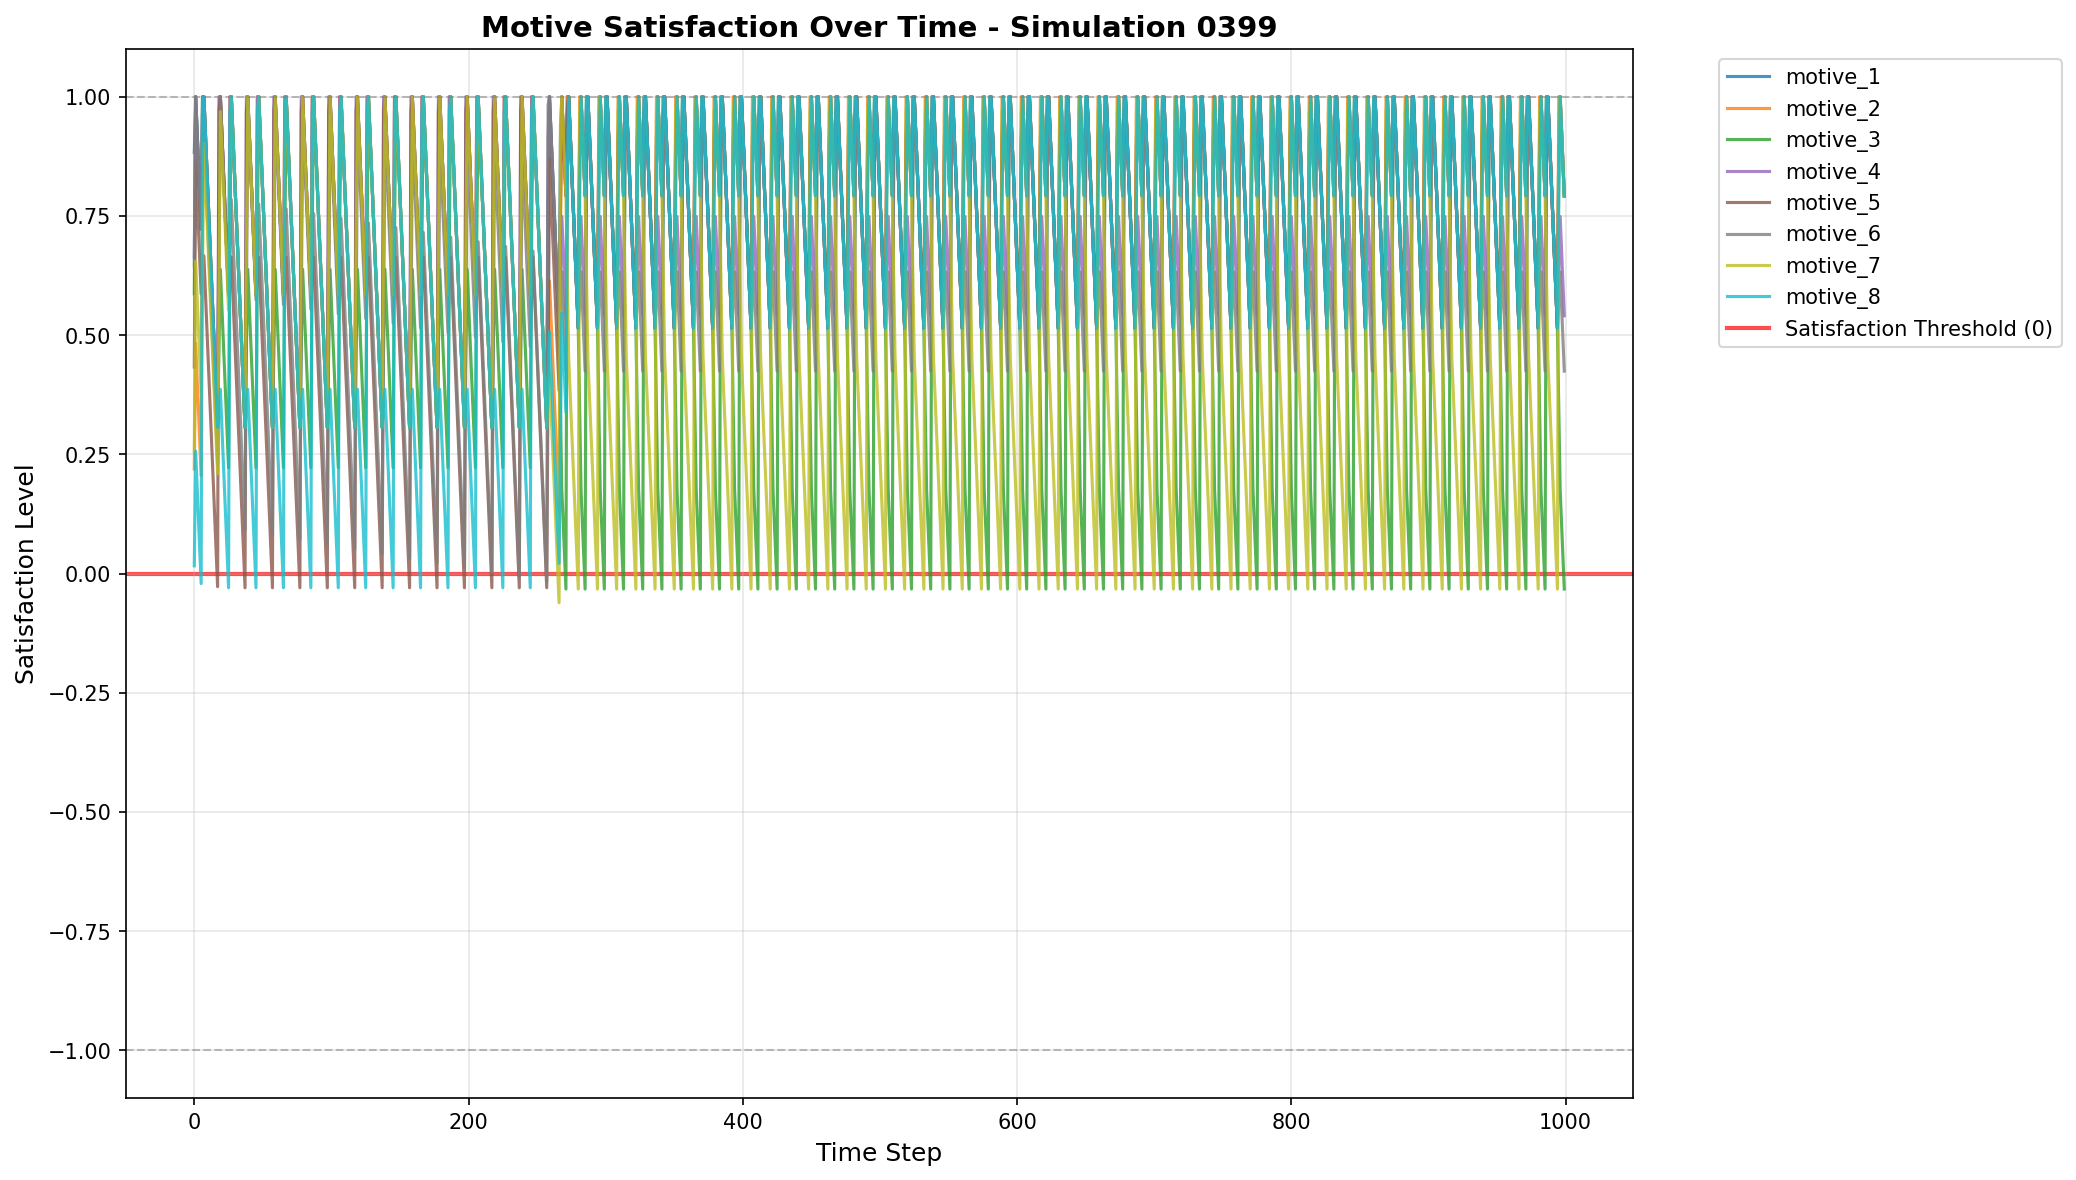 Motive Satisfaction Over Time - Simulation 0399
1.00
0.75
0.50
0.25
0.00
−0.25
−0.50
−0.75
−1.00
Satisfaction Level
0
200
400
600
800
1000
Time Step
motive_1
motive_2
motive_3
motive_4
motive_5
motive_6
motive_7
motive_8
Satisfaction Threshold (0)